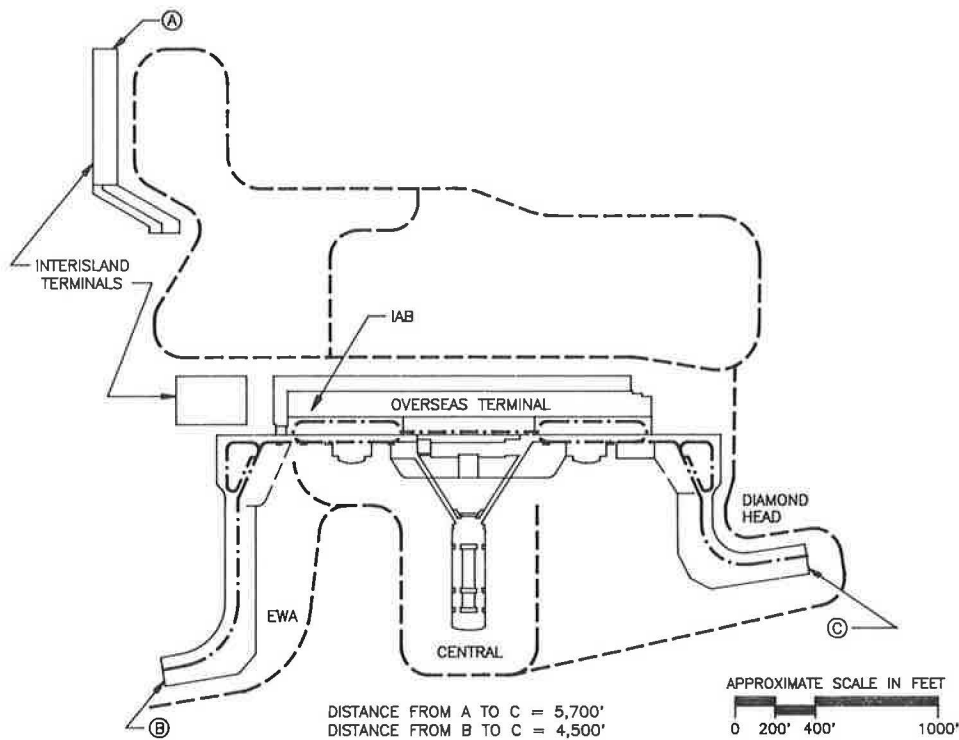 A
INTERISLAND
TERMINALS
IAB
OVERSEAS TERMINAL
DIAMOND
HEAD
EWA
CENTRAL
C
B
APPROXIMATE SCALE IN FEET
0 200' 400' 1000'
DISTANCE FROM A TO C = 5,700'
DISTANCE FROM B TO C = 4,500'